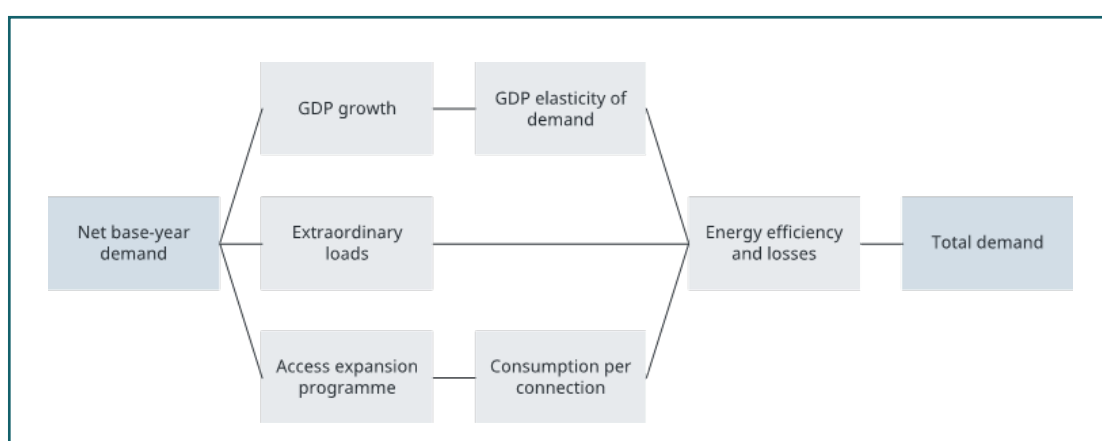 GDP growth
GDP elasticity of
demand
Net base-year
demand
Extraordinary
loads
Energy efficiency
and losses
Total demand
Access expansion
programme
Consumption per
connection